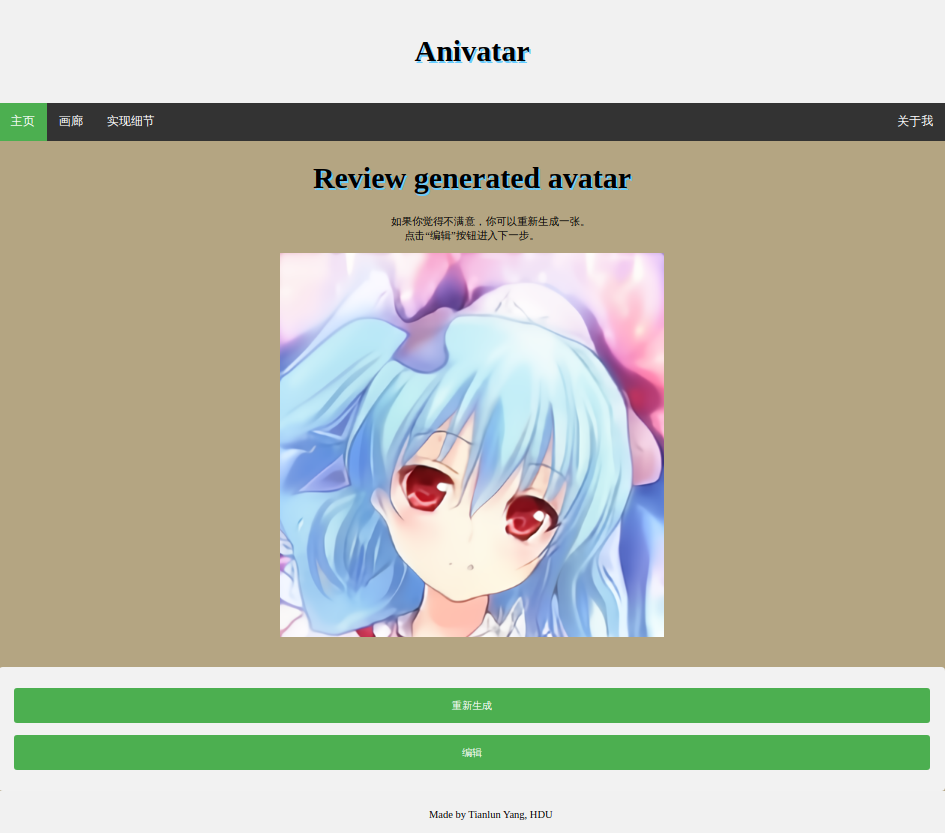 Anivatar
主页 画廊 实现细节 关于我
Review generated avatar
如果你觉得不满意，你可以重新生成一张。
点击“编辑”按钮进入下一步。
重新生成
编辑
Made by Tianlun Yang, HDU